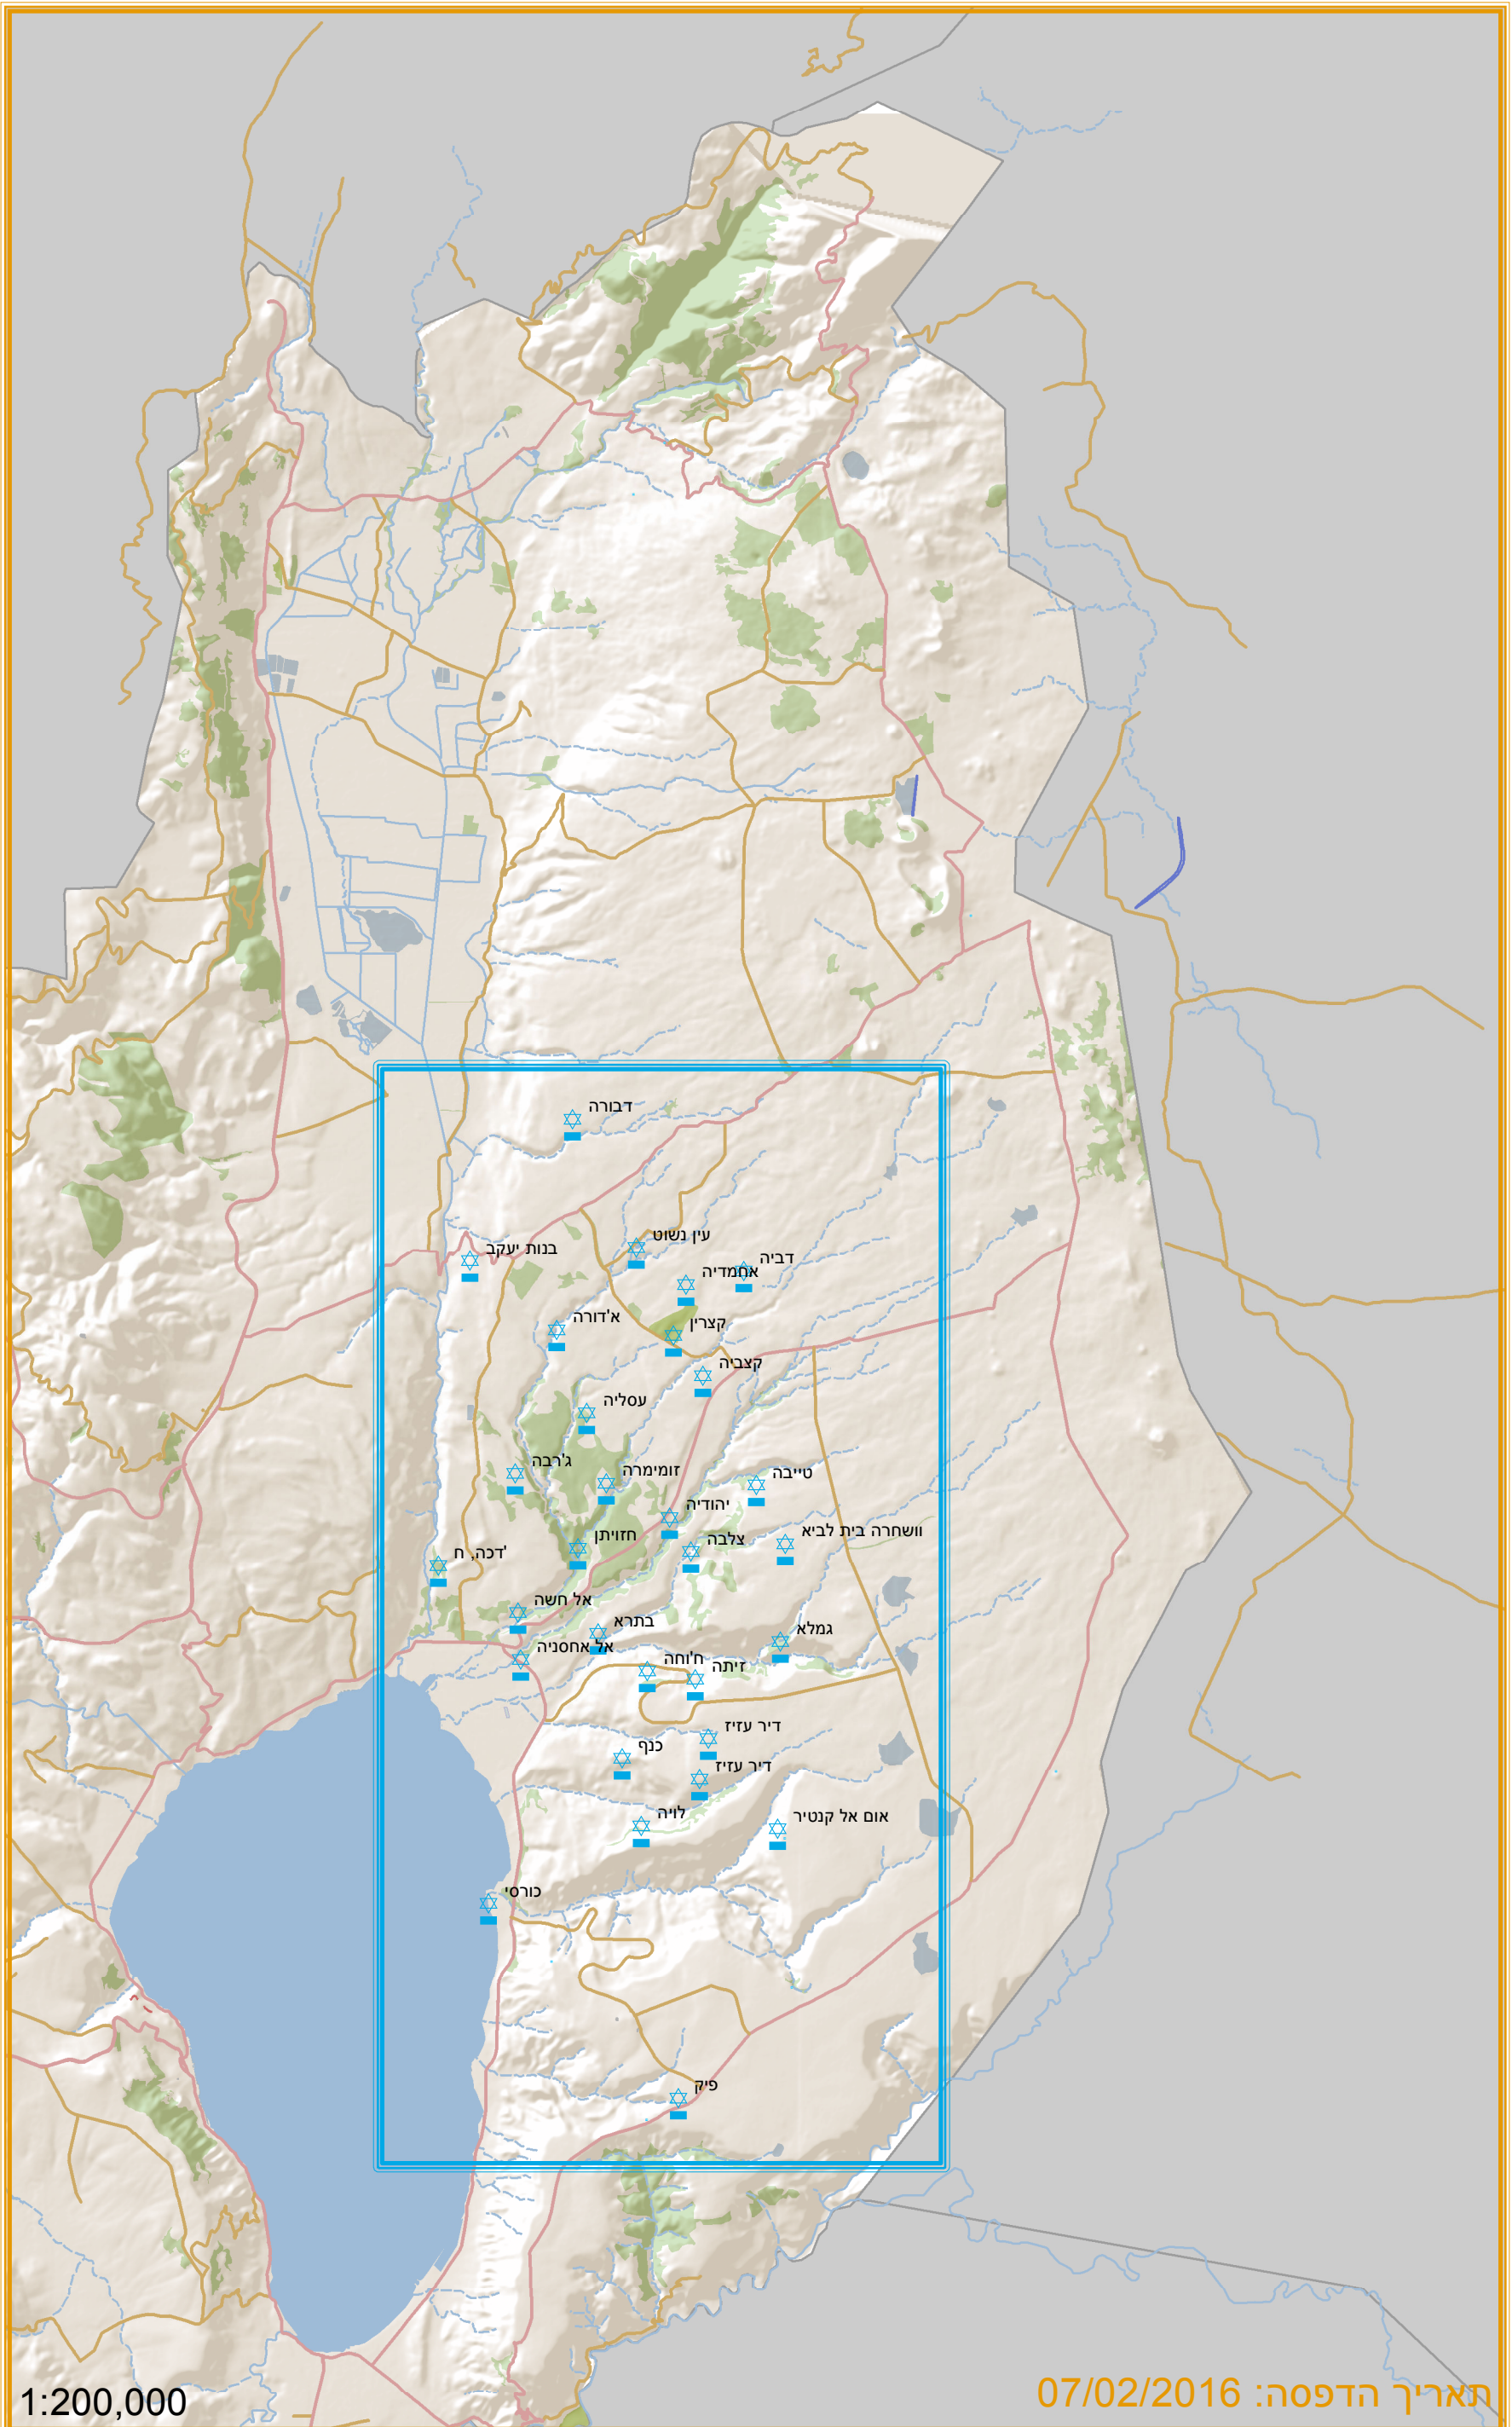 דבורה
עין נשוט
בנות יעקב
דביה
אחמדיה
א'דורה
קצרין
קצביה
עסליה
ג'רבה
זומימרה
טייבה
יהודיה
וושחרה בית לביא
חזויתן
צלבה
דכה, ח'
אל חשה
בתרא
גמלא
אל אחסניה
ח'וחה
זיתה
דיר עזיז
כנף
דיר עזיז
לויה
אום אל קנטיר
כורסי
פיק
1:200,000
תאריך הדפסה: 07/02/2016